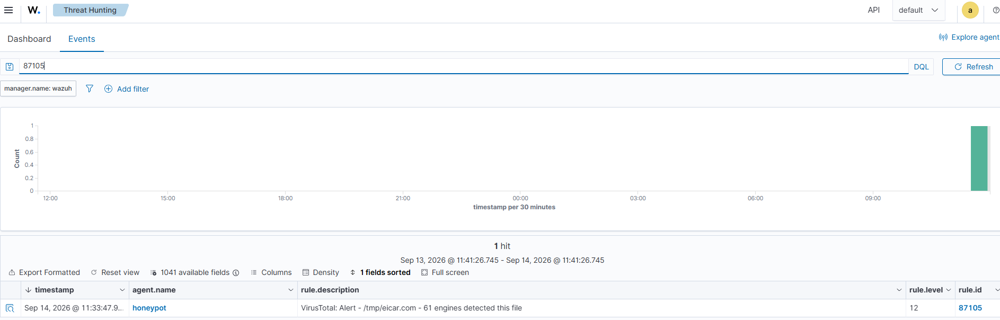 W. Threat Hunting API default a
Dashboard Events Explore agent
87105 DQL Refresh
manager.name: wazuh Add filter
1
0.8
0.6
0.4
0.2
0
Count
12:00 15:00 18:00 21:00 00:00 03:00 06:00 09:00
timestamp per 30 minutes
1 hit
Sep 13, 2026 @ 11:41:26.745 - Sep 14, 2026 @ 11:41:26.745
Export Formatted Reset view 1041 available fields Columns Density 1 fields sorted Full screen
timestamp agent.name rule.description rule.level rule.id
Sep 14, 2026 @ 11:33:47.9... honeypot VirusTotal: Alert - /tmp/eicar.com - 61 engines detected this file 12 87105